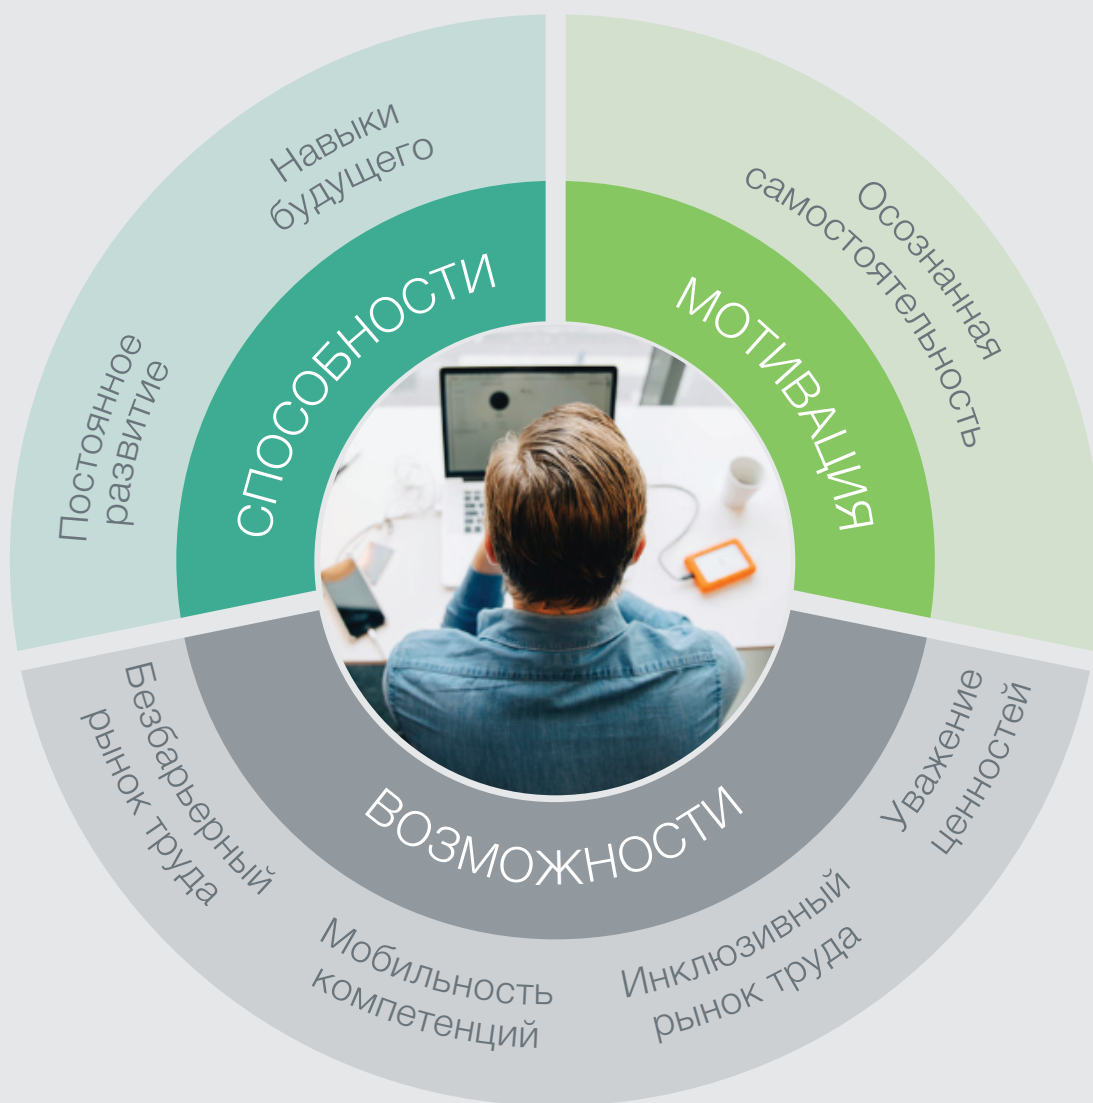 Навыки
будущего
Постоянное
развитие
СПОСОБНОСТИ
Осознанная
самостоятельность
МОТИВАЦИЯ
ВОЗМОЖНОСТИ
Безбарьерный
рынок труда
Мобильность
компетенций
Инклюзивный
рынок труда
Уважение
ценностей